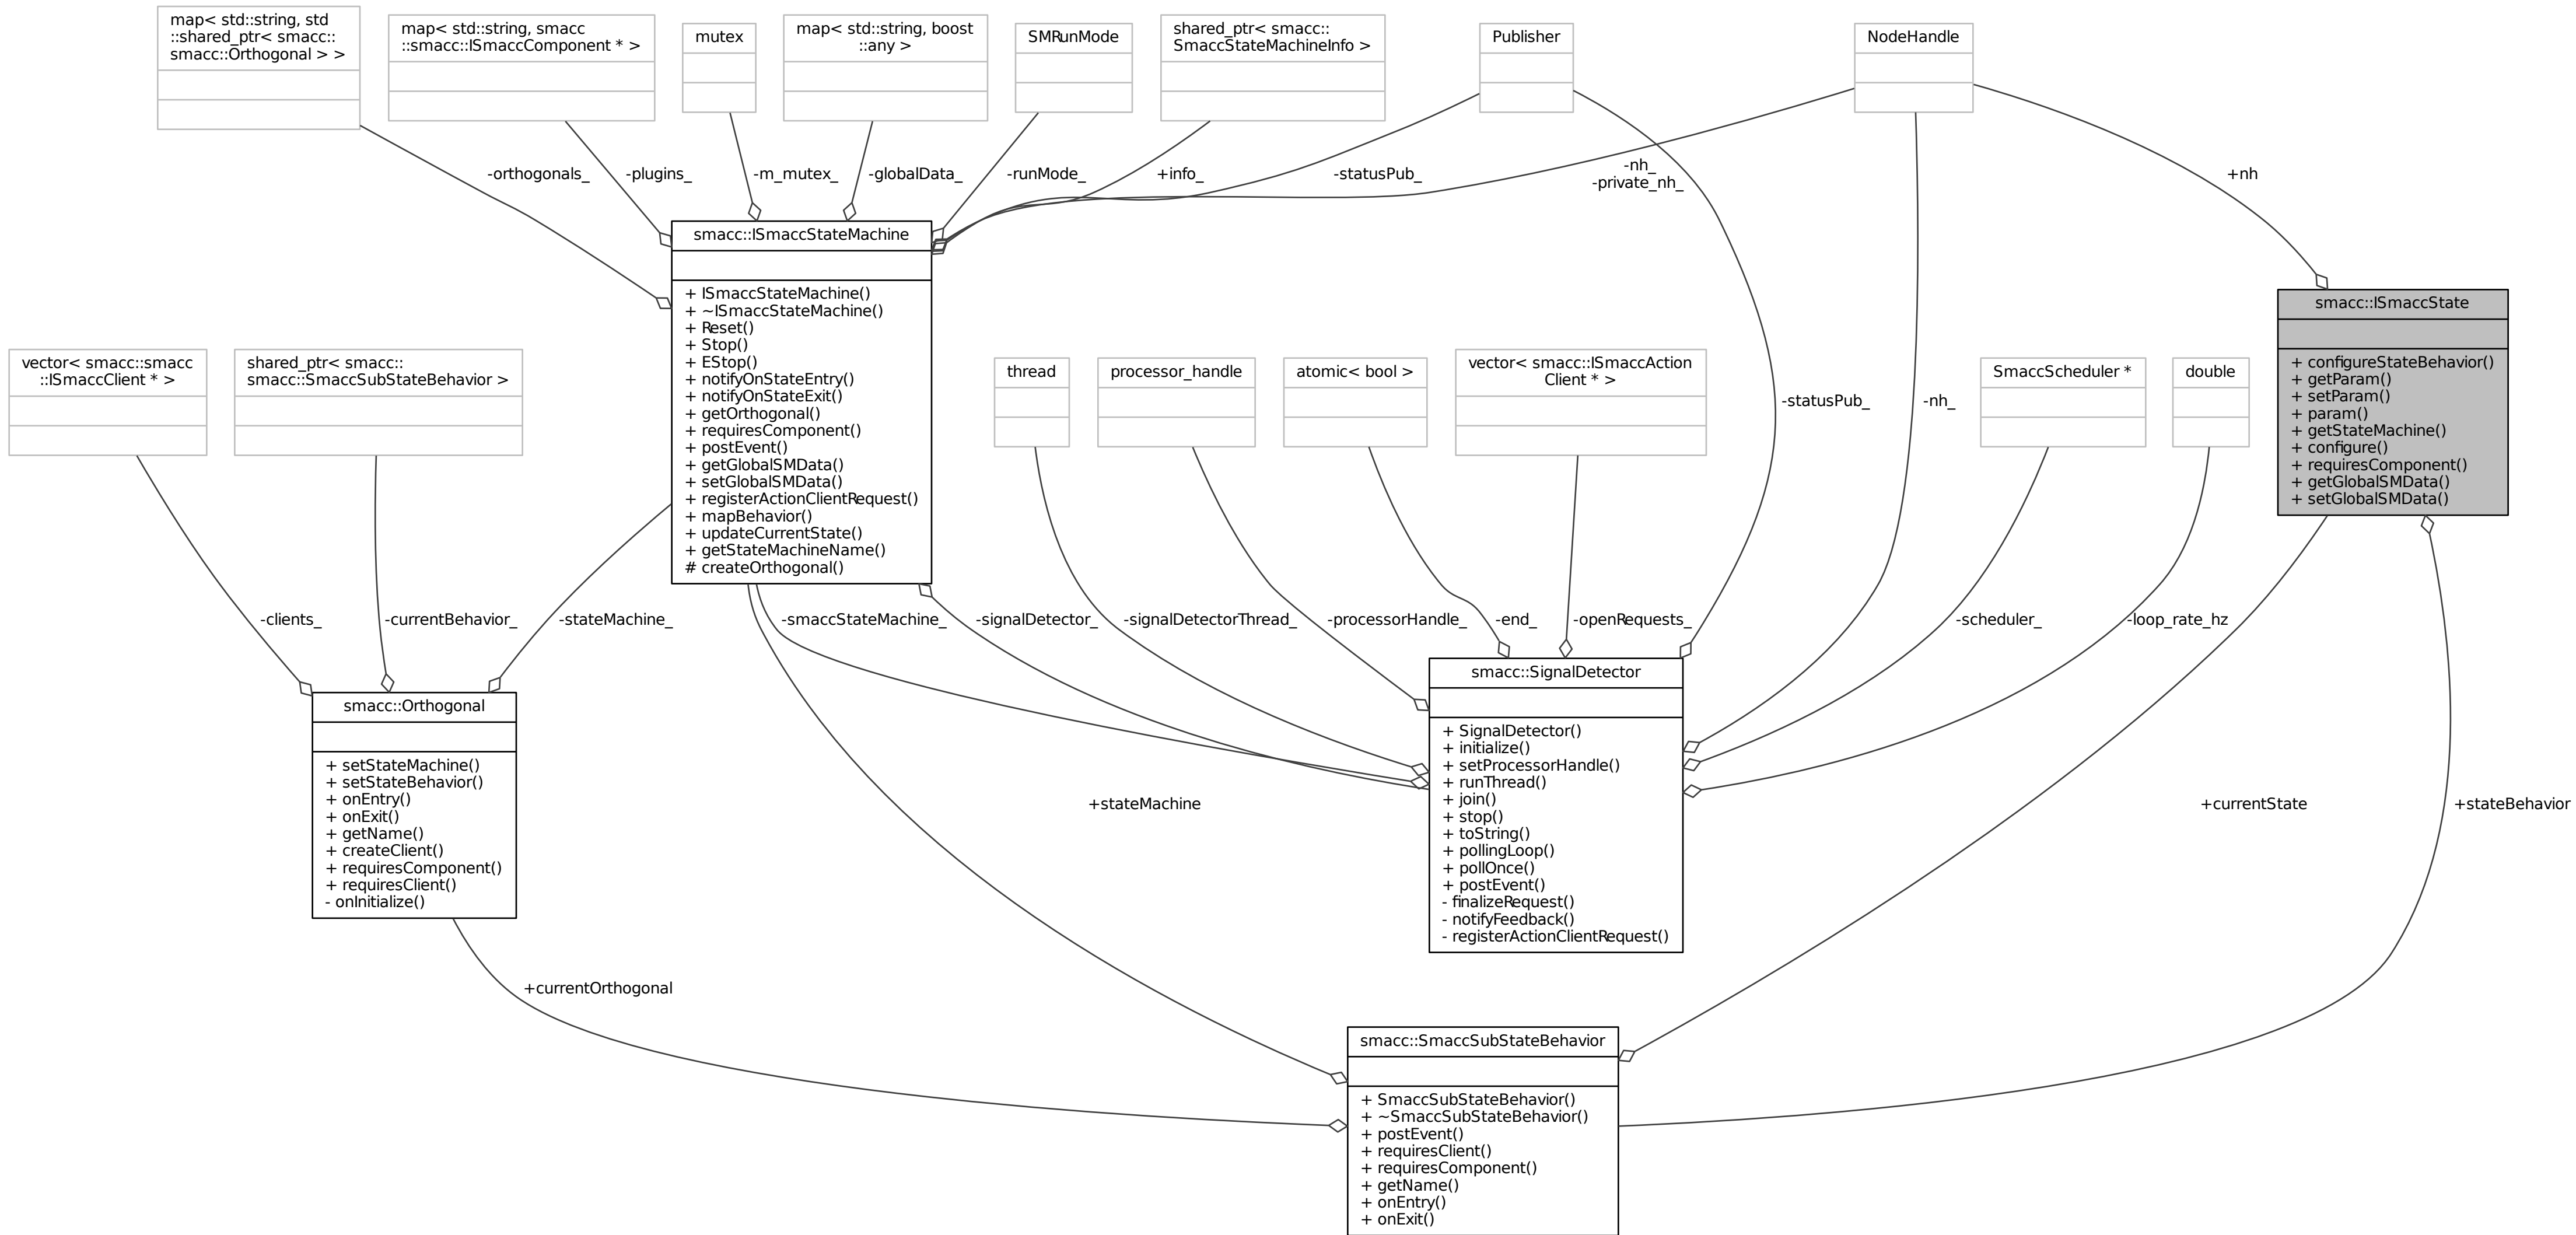 map< std::string, std
::shared_ptr< smacc::
smacc::Orthogonal > >
map< std::string, smacc
::smacc::ISmaccComponent * >
mutex
map< std::string, boost
::any >
SMRunMode
shared_ptr< smacc::
SmaccStateMachineInfo >
Publisher
NodeHandle
-orthogonals_
-plugins_
-m_mutex_
-globalData_
-runMode_
+info_
-statusPub_
-nh_
-private_nh_
+nh
smacc::ISmaccStateMachine
+ ISmaccStateMachine()
+ ~ISmaccStateMachine()
+ Reset()
+ Stop()
+ EStop()
+ notifyOnStateEntry()
+ notifyOnStateExit()
+ getOrthogonal()
+ requiresComponent()
+ postEvent()
+ getGlobalSMData()
+ setGlobalSMData()
+ registerActionClientRequest()
+ mapBehavior()
+ updateCurrentState()
+ getStateMachineName()
# createOrthogonal()
smacc::ISmaccState
+ configureStateBehavior()
+ getParam()
+ setParam()
+ param()
+ getStateMachine()
+ configure()
+ requiresComponent()
+ getGlobalSMData()
+ setGlobalSMData()
vector< smacc::smacc
::ISmaccClient * >
shared_ptr< smacc::
smacc::SmaccSubStateBehavior >
thread
processor_handle
atomic< bool >
vector< smacc::ISmaccAction
Client * >
SmaccScheduler *
double
-statusPub_
-nh_
-clients_
-currentBehavior_
-stateMachine_
-smaccStateMachine_
-signalDetector_
-signalDetectorThread_
-processorHandle_
-end_
-openRequests_
-scheduler_
-loop_rate_hz
smacc::Orthogonal
+ setStateMachine()
+ setStateBehavior()
+ onEntry()
+ onExit()
+ getName()
+ createClient()
+ requiresComponent()
+ requiresClient()
- onInitialize()
smacc::SignalDetector
+ SignalDetector()
+ initialize()
+ setProcessorHandle()
+ runThread()
+ join()
+ stop()
+ toString()
+ pollingLoop()
+ pollOnce()
+ postEvent()
- finalizeRequest()
- notifyFeedback()
- registerActionClientRequest()
+stateMachine
+currentState
+stateBehavior
+currentOrthogonal
smacc::SmaccSubStateBehavior
+ SmaccSubStateBehavior()
+ ~SmaccSubStateBehavior()
+ postEvent()
+ requiresClient()
+ requiresComponent()
+ getName()
+ onEntry()
+ onExit()